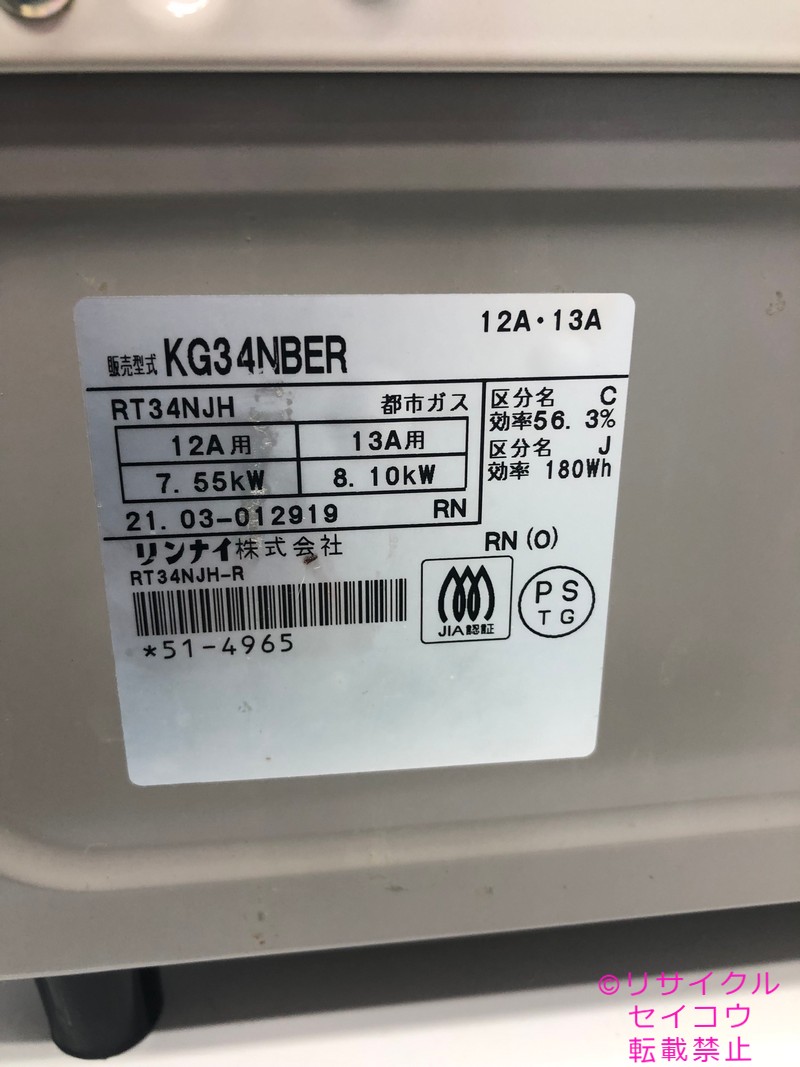 12A・13A
販売型式 KG34NBER
RT34NJH 都市ガス
12A用 13A用
7.55kW 8.10kW
21.03-012919 RN
区分名 C
効率56.3%
区分名 J
効率 180Wh
リンナイ株式会社
RN(O)
RT34NJH-R
*51-4965
JIA認証
PS
TG
©リサイクル
セイコウ
転載禁止